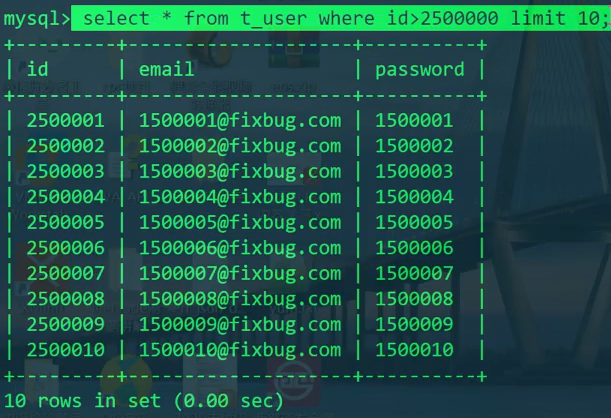 mysql> select * from t_user where id>2500000 limit 10;
+---------+--------------------+----------+
| id      | email              | password |
+---------+--------------------+----------+
| 2500001 | 1500001@fixbug.com | 1500001  |
| 2500002 | 1500002@fixbug.com | 1500002  |
| 2500003 | 1500003@fixbug.com | 1500003  |
| 2500004 | 1500004@fixbug.com | 1500004  |
| 2500005 | 1500005@fixbug.com | 1500005  |
| 2500006 | 1500006@fixbug.com | 1500006  |
| 2500007 | 1500007@fixbug.com | 1500007  |
| 2500008 | 1500008@fixbug.com | 1500008  |
| 2500009 | 1500009@fixbug.com | 1500009  |
| 2500010 | 1500010@fixbug.com | 1500010  |
+---------+--------------------+----------+
10 rows in set (0.00 sec)